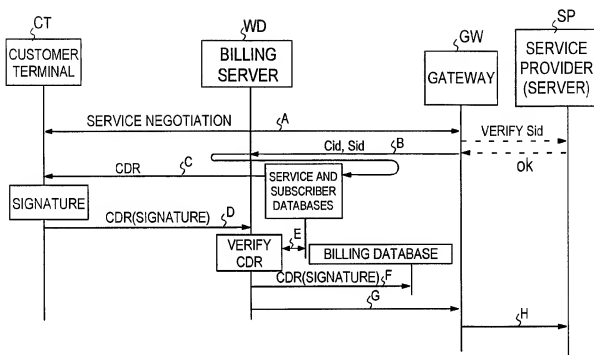 CT
CUSTOMER
TERMINAL
WD
BILLING
SERVER
GW
GATEWAY
SP
SERVICE
PROVIDER
(SERVER)
SERVICE NEGOTIATION
A
VERIFY Sid
Cid, Sid
B
ok
CDR
C
SERVICE AND
SUBSCRIBER
DATABASES
SIGNATURE
CDR(SIGNATURE)
D
VERIFY
CDR
E
BILLING DATABASE
CDR(SIGNATURE)
F
G
H